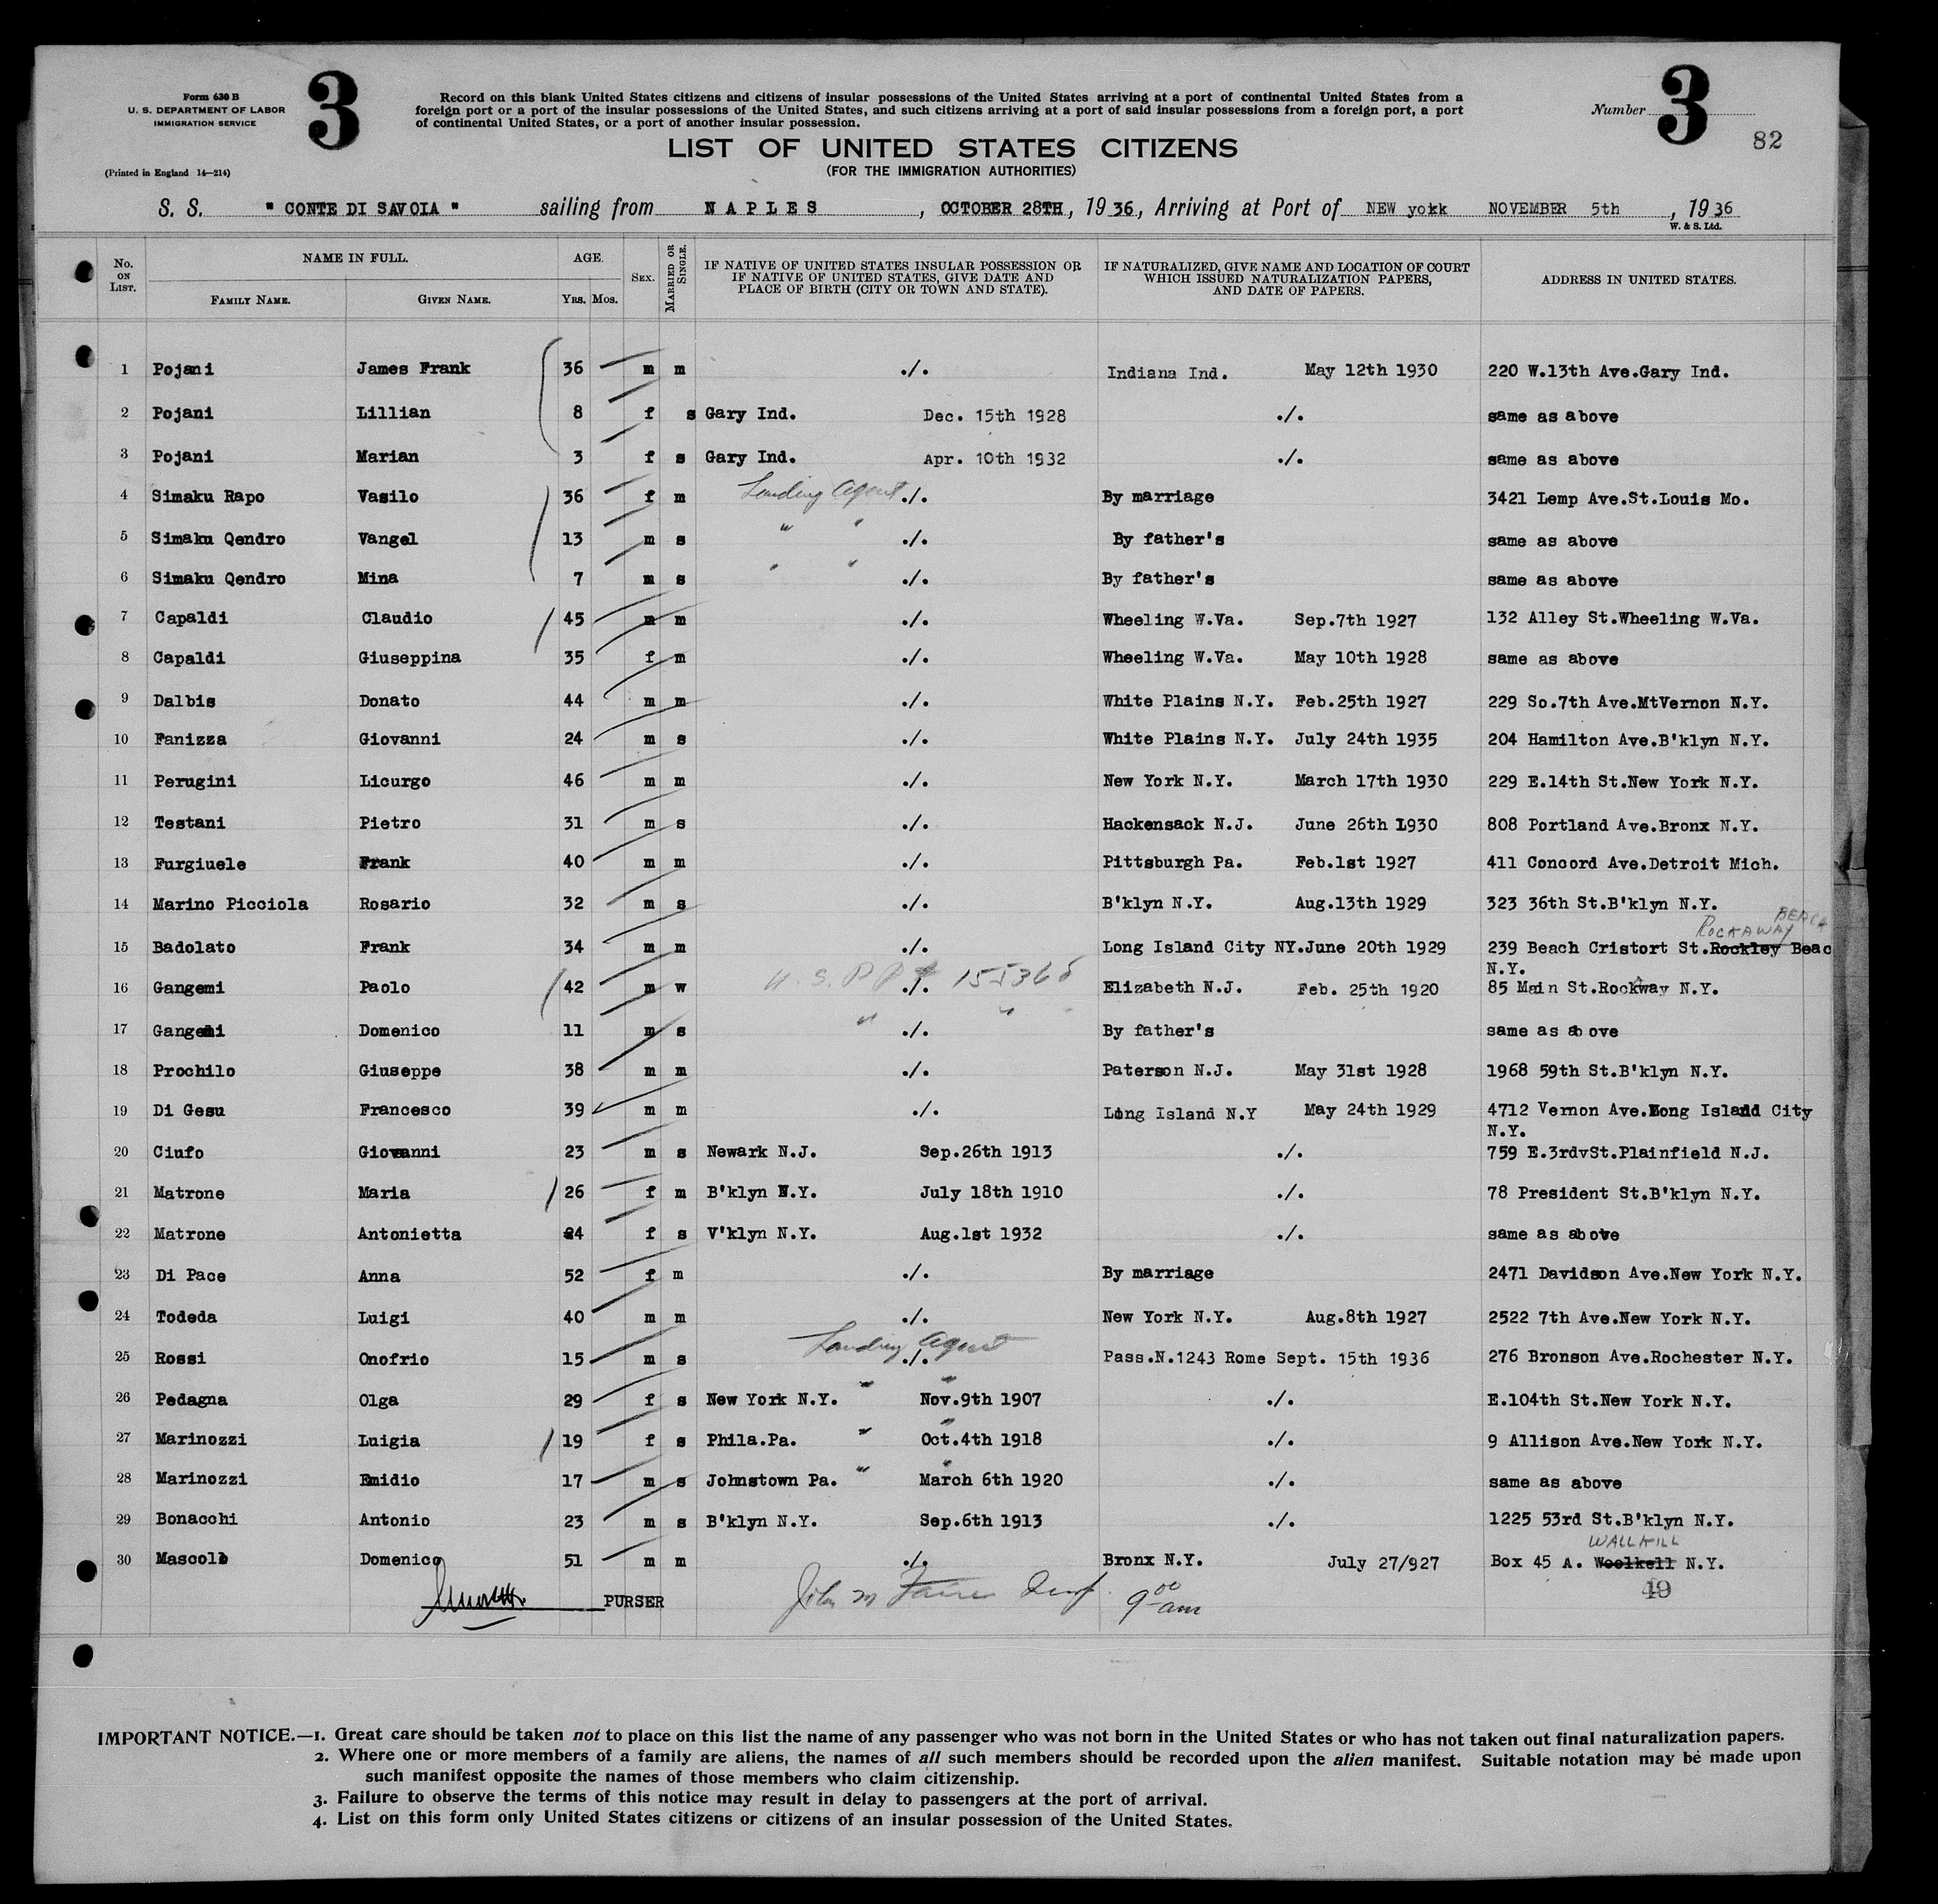 Form 630 B
U. S. DEPARTMENT OF LABOR
IMMIGRATION SERVICE
3
Record on this blank United States citizens and citizens of insular possessions of the United States arriving at a port of continental United States from a
foreign port or a port of the insular possessions of the United States, and such citizens arriving at a port of said insular possessions from a foreign port, a port
of continental United States, or a port of another insular possession.
Number 3
82
LIST OF UNITED STATES CITIZENS
(FOR THE IMMIGRATION AUTHORITIES)
(Printed in England 14—214)
S. S. " CONTE DI SAVOIA " sailing from NAPLES , OCTOBER 28TH, 1936, Arriving at Port of NEW yokk NOVEMBER 5th , 1936
W. & S. Ltd.
No. ON LIST. NAME IN FULL. FAMILY NAME. GIVEN NAME. AGE. YRS. MOS. SEX. MARRIED OR SINGLE. IF NATIVE OF UNITED STATES INSULAR POSSESSION OR IF NATIVE OF UNITED STATES, GIVE DATE AND PLACE OF BIRTH (CITY OR TOWN AND STATE). IF NATURALIZED, GIVE NAME AND LOCATION OF COURT WHICH ISSUED NATURALIZATION PAPERS, AND DATE OF PAPERS. ADDRESS IN UNITED STATES.
1 Pojani James Frank 36 m m ./. Indiana Ind. May 12th 1930 220 W.13th Ave.Gary Ind.
2 Pojani Lillian 8 f s Gary Ind. Dec. 15th 1928 ./. same as above
3 Pojani Marian 3 f s Gary Ind. Apr. 10th 1932 ./. same as above
4 Simaku Rapo Vasilo 36 f m Landing Agent ./. By marriage 3421 Lemp Ave.St.Louis Mo.
5 Simaku Qendro Vangel 13 m s " " ./. By father's same as above
6 Simaku Qendro Mina 7 m s " " ./. By father's same as above
7 Capaldi Claudio 45 m m ./. Wheeling W.Va. Sep.7th 1927 132 Alley St.Wheeling W.Va.
8 Capaldi Giuseppina 35 f m ./. Wheeling W.Va. May 10th 1928 same as above
9 Dalbis Donato 44 m m ./. White Plains N.Y. Feb.25th 1927 229 So.7th Ave.MtVernon N.Y.
10 Fanizza Giovanni 24 m s ./. White Plains N.Y. July 24th 1935 204 Hamilton Ave.B'klyn N.Y.
11 Perugini Licurgo 46 m m ./. New York N.Y. March 17th 1930 229 E.14th St.New York N.Y.
12 Testani Pietro 31 m s ./. Hackensack N.J. June 26th 1930 808 Portland Ave.Bronx N.Y.
13 Furgiuele Frank 40 m m ./. Pittsburgh Pa. Feb.1st 1927 411 Concord Ave.Detroit Mich.
14 Marino Picciola Rosario 32 m s ./. B'klyn N.Y. Aug.13th 1929 323 36th St.B'klyn N.Y.
ROCKAWAY BEACH
15 Badolato Frank 34 m m ./. Long Island City NY.June 20th 1929 239 Beach Cristort St.Rockley Beac
N.Y.
16 Gangemi Paolo 42 m w U.S.PP ./. 155368 Elizabeth N.J. Feb. 25th 1920 85 Main St.Rockway N.Y.
17 Gangemi Domenico 11 m s " ./. " By father's same as above
18 Prochilo Giuseppe 38 m m ./. Paterson N.J. May 31st 1928 1968 59th St.B'klyn N.Y.
19 Di Gesu Francesco 39 m m ./. Long Island N.Y May 24th 1929 4712 Vernon Ave.Long Island City
N.Y.
20 Ciufo Giovanni 23 m s Newark N.J. Sep.26th 1913 ./. 759 E.3rdvSt.Plainfield N.J.
21 Matrone Maria 26 f m B'klyn N.Y. July 18th 1910 ./. 78 President St.B'klyn N.Y.
22 Matrone Antonietta 4 f s V'klyn N.Y. Aug.1st 1932 ./. same as above
23 Di Pace Anna 52 f m ./. By marriage 2471 Davidson Ave.New York N.Y.
24 Todeda Luigi 40 m m ./. New York N.Y. Aug.8th 1927 2522 7th Ave.New York N.Y.
25 Rossi Onofrio 15 m s Landing Agent ./. Pass.N.1243 Rome Sept. 15th 1936 276 Bronson Ave.Rochester N.Y.
26 Pedagna Olga 29 f s New York N.Y. " " Nov.9th 1907 ./. E.104th St.New York N.Y.
27 Marinozzi Luigia 19 f s Phila.Pa. " " Oct.4th 1918 ./. 9 Allison Ave.New York N.Y.
28 Marinozzi Emidio 17 m s Johnstown Pa. " " March 6th 1920 ./. same as above
29 Bonacchi Antonio 23 m s B'klyn N.Y. Sep.6th 1913 ./. 1225 53rd St.B'klyn N.Y.
WALLKILL
30 Mascolo Domenico 51 m m ./. Bronx N.Y. July 27/927 Box 45 A. Woolkell N.Y.
PURSER John M 9 00 am
49
IMPORTANT NOTICE.—1. Great care should be taken not to place on this list the name of any passenger who was not born in the United States or who has not taken out final naturalization papers.
2. Where one or more members of a family are aliens, the names of all such members should be recorded upon the alien manifest. Suitable notation may be made upon
such manifest opposite the names of those members who claim citizenship.
3. Failure to observe the terms of this notice may result in delay to passengers at the port of arrival.
4. List on this form only United States citizens or citizens of an insular possession of the United States.